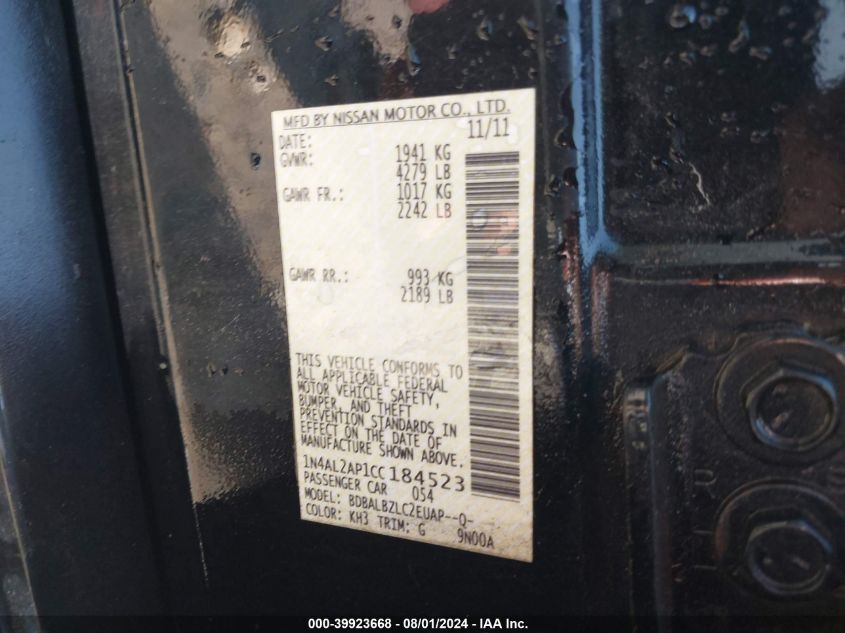 MFD BY NISSAN MOTOR CO., LTD.
DATE: 11/11
GVWR: 1941 KG
4279 LB
GAWR FR.: 1017 KG
2242 LB
GAWR RR.: 993 KG
2189 LB
THIS VEHICLE CONFORMS TO
ALL APPLICABLE FEDERAL
MOTOR VEHICLE SAFETY,
BUMPER, AND THEFT
PREVENTION STANDARDS IN
EFFECT ON THE DATE OF
MANUFACTURE SHOWN ABOVE.
1N4AL2AP1CC184523
PASSENGER CAR 054
MODEL: BDBALBZLC2EUAP--Q-
COLOR: KH3 TRIM: G 9N00A
000-39923668 - 08/01/2024 - IAA Inc.